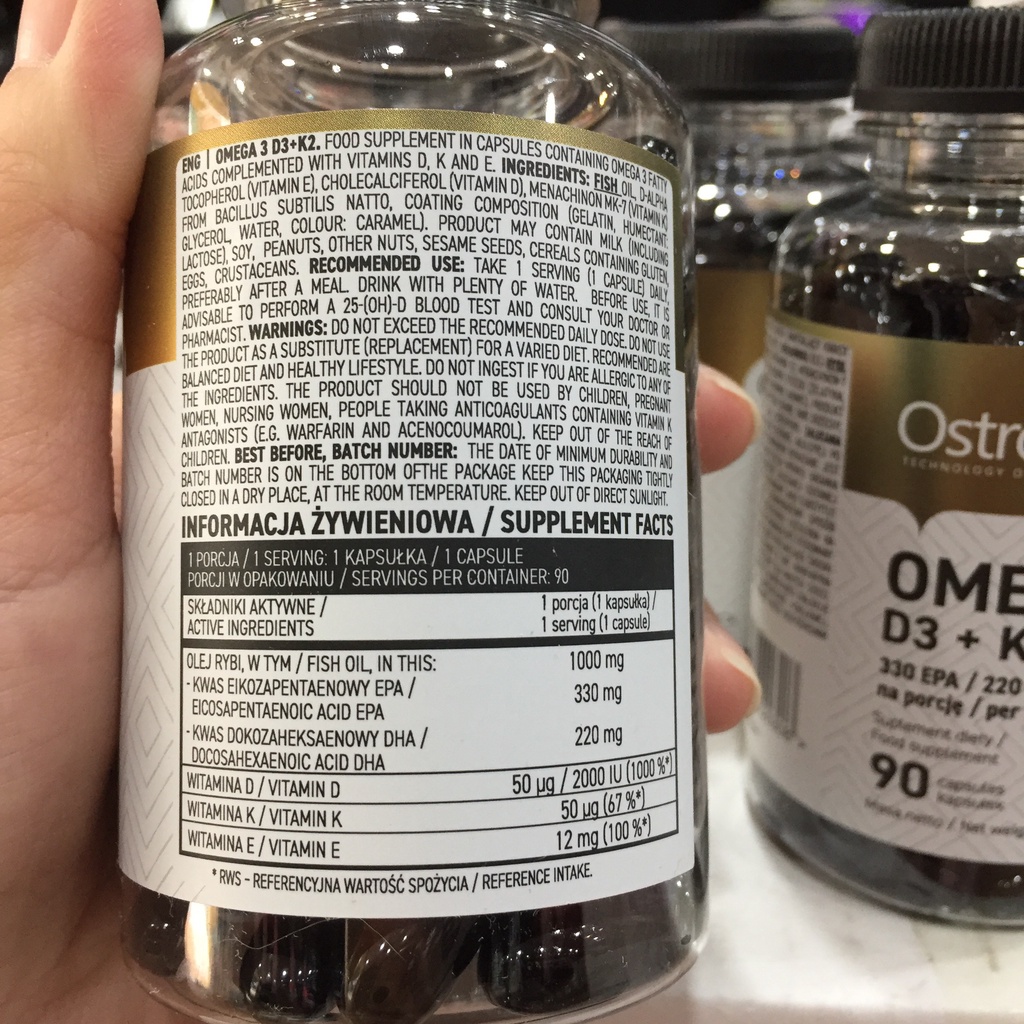 ENG | OMEGA 3 D3+K2. FOOD SUPPLEMENT IN CAPSULES CONTAINING OMEGA 3 FATTY
ACIDS COMPLEMENTED WITH VITAMINS D, K AND E. INGREDIENTS: FISH OIL, D-ALPHA
TOCOPHEROL (VITAMIN E), CHOLECALCIFEROL (VITAMIN D), MENACHINON MK-7 (VITAMIN K)
FROM BACILLUS SUBTILIS NATTO, COATING COMPOSITION (GELATIN, HUMECTANT:
GLYCEROL, WATER, COLOUR: CARAMEL). PRODUCT MAY CONTAIN MILK (INCLUDING
LACTOSE), SOY, PEANUTS, OTHER NUTS, SESAME SEEDS, CEREALS CONTAINING GLUTEN,
EGGS, CRUSTACEANS. RECOMMENDED USE: TAKE 1 SERVING (1 CAPSULE) DAILY,
PREFERABLY AFTER A MEAL. DRINK WITH PLENTY OF WATER. BEFORE USE, IT IS
ADVISABLE TO PERFORM A 25-(OH)-D BLOOD TEST AND CONSULT YOUR DOCTOR OR
PHARMACIST. WARNINGS: DO NOT EXCEED THE RECOMMENDED DAILY DOSE. DO NOT USE
THE PRODUCT AS A SUBSTITUTE (REPLACEMENT) FOR A VARIED DIET. RECOMMENDED ARE
BALANCED DIET AND HEALTHY LIFESTYLE. DO NOT INGEST IF YOU ARE ALLERGIC TO ANY OF
THE INGREDIENTS. THE PRODUCT SHOULD NOT BE USED BY CHILDREN, PREGNANT
WOMEN, NURSING WOMEN, PEOPLE TAKING ANTICOAGULANTS CONTAINING VITAMIN K
ANTAGONISTS (E.G. WARFARIN AND ACENOCOUMAROL). KEEP OUT OF THE REACH OF
CHILDREN. BEST BEFORE, BATCH NUMBER: THE DATE OF MINIMUM DURABILITY AND
BATCH NUMBER IS ON THE BOTTOM OFTHE PACKAGE KEEP THIS PACKAGING TIGHTLY
CLOSED IN A DRY PLACE, AT THE ROOM TEMPERATURE. KEEP OUT OF DIRECT SUNLIGHT.
INFORMACJA ŻYWIENIOWA / SUPPLEMENT FACTS
1 PORCJA / 1 SERVING: 1 KAPSUŁKA / 1 CAPSULE
PORCJI W OPAKOWANIU / SERVINGS PER CONTAINER: 90
SKŁADNIKI AKTYWNE / 1 porcja (1 kapsułka) /
ACTIVE INGREDIENTS 1 serving (1 capsule)
OLEJ RYBI, W TYM / FISH OIL, IN THIS: 1000 mg
- KWAS EIKOZAPENTAENOWY EPA / 330 mg
EICOSAPENTAENOIC ACID EPA
- KWAS DOKOZAHEKSAENOWY DHA / 220 mg
DOCOSAHEXAENOIC ACID DHA
WITAMINA D / VITAMIN D 50 µg / 2000 IU (1000 %*)
WITAMINA K / VITAMIN K 50 µg (67 %*)
WITAMINA E / VITAMIN E 12 mg (100 %*)
* RWS - REFERENCYJNA WARTOŚĆ SPOŻYCIA / REFERENCE INTAKE.
Ostro
TECHNOLOGY O
OME
D3 + K
330 EPA / 220
na porcję / per
Suplement diety /
Food supplement
90 capsules
kapsułek
Masa netto / Net weig